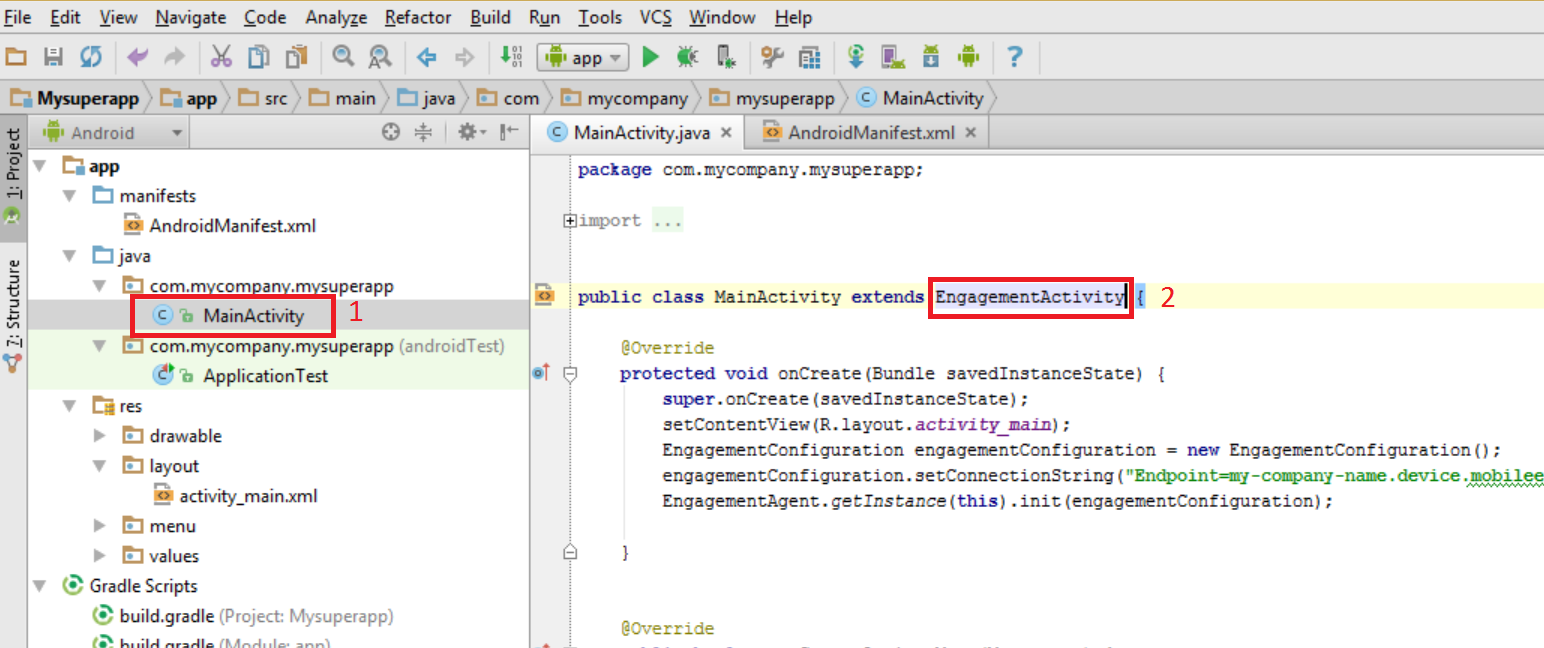 File Edit View Navigate Code Analyze Refactor Build Run Tools VCS Window Help
app
Mysuperapp app src main java com mycompany mysuperapp MainActivity
1: Project
7: Structure
Android
app
manifests
AndroidManifest.xml
java
com.mycompany.mysuperapp
MainActivity 1
com.mycompany.mysuperapp (androidTest)
ApplicationTest
res
drawable
layout
activity_main.xml
menu
values
Gradle Scripts
build.gradle (Project: Mysuperapp)
build.gradle (Module: app)
MainActivity.java AndroidManifest.xml
package com.mycompany.mysuperapp;
import ...
public class MainActivity extends EngagementActivity { 2
@Override
protected void onCreate(Bundle savedInstanceState) {
super.onCreate(savedInstanceState);
setContentView(R.layout.activity_main);
EngagementConfiguration engagementConfiguration = new EngagementConfiguration();
engagementConfiguration.setConnectionString("Endpoint=my-company-name.device.mobilee
EngagementAgent.getInstance(this).init(engagementConfiguration);
}
@Override